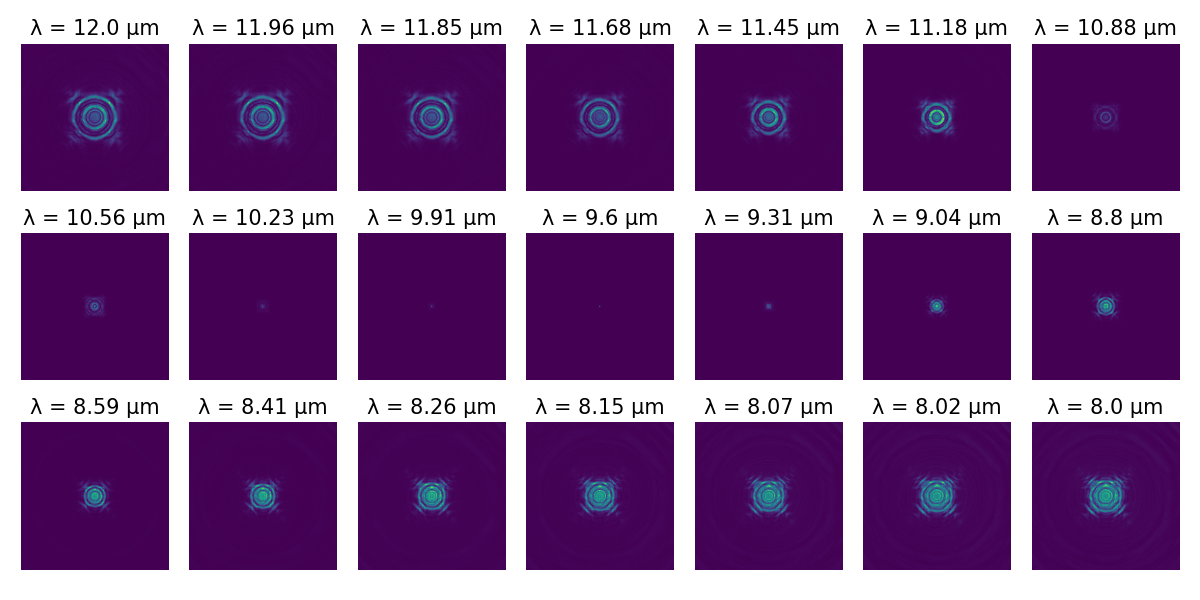 λ = 12.0 μm λ = 11.96 μm λ = 11.85 μm λ = 11.68 μm λ = 11.45 μm λ = 11.18 μm λ = 10.88 μm
λ = 10.56 μm λ = 10.23 μm λ = 9.91 μm λ = 9.6 μm λ = 9.31 μm λ = 9.04 μm λ = 8.8 μm
λ = 8.59 μm λ = 8.41 μm λ = 8.26 μm λ = 8.15 μm λ = 8.07 μm λ = 8.02 μm λ = 8.0 μm